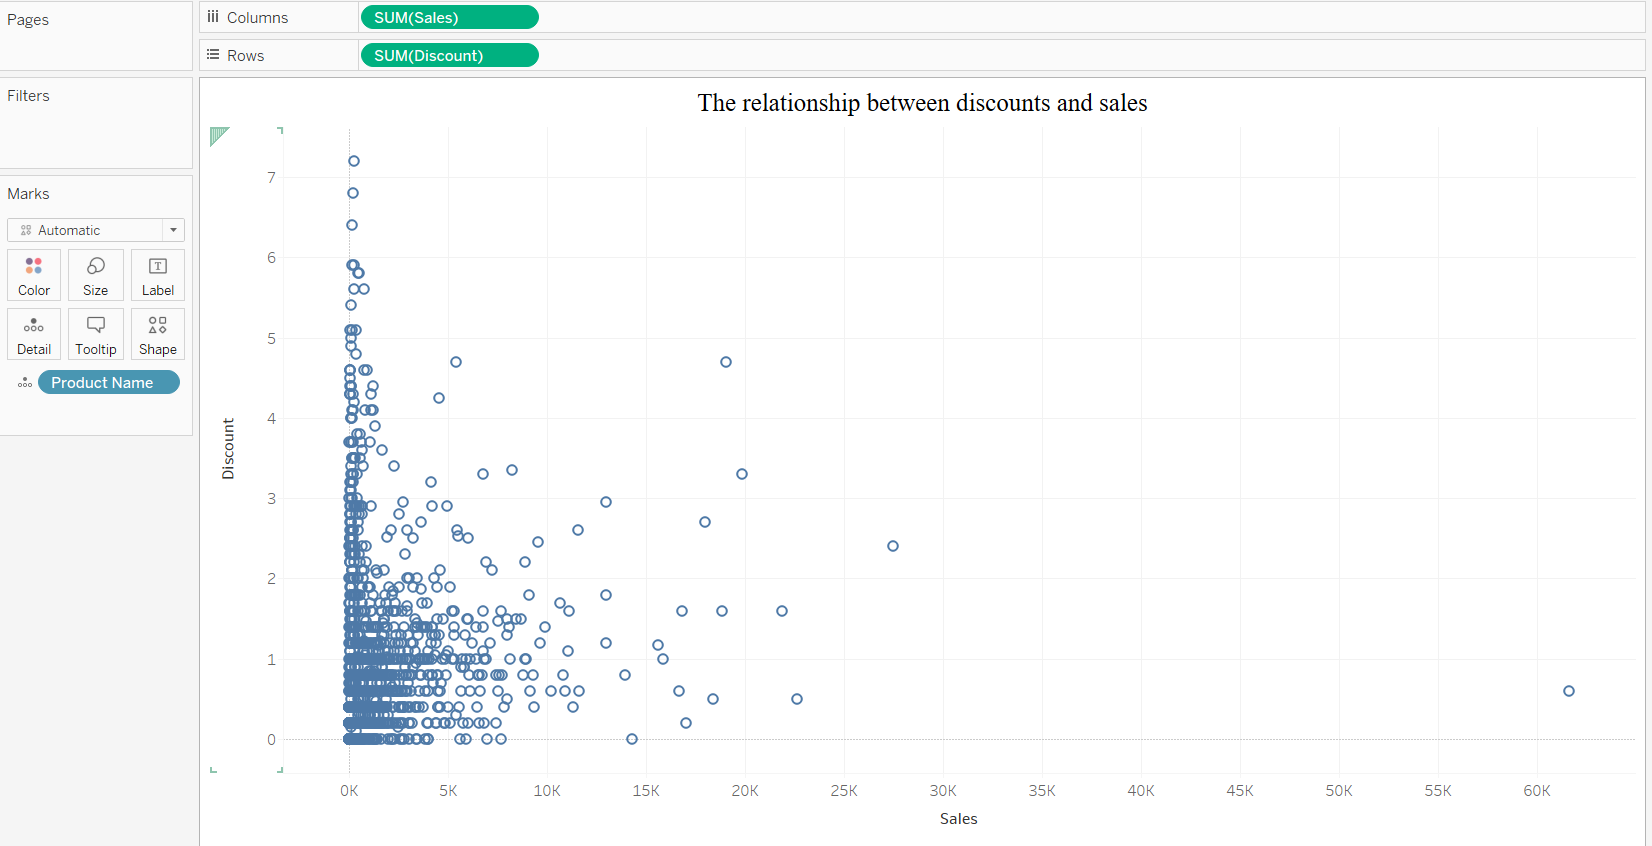 Pages
Columns
SUM(Sales)
Rows
SUM(Discount)
Filters
Marks
Automatic
Color
Size
Label
Detail
Tooltip
Shape
Product Name
The relationship between discounts and sales
Discount
7
6
5
4
3
2
1
0
0K
5K
10K
15K
20K
25K
30K
35K
40K
45K
50K
55K
60K
Sales